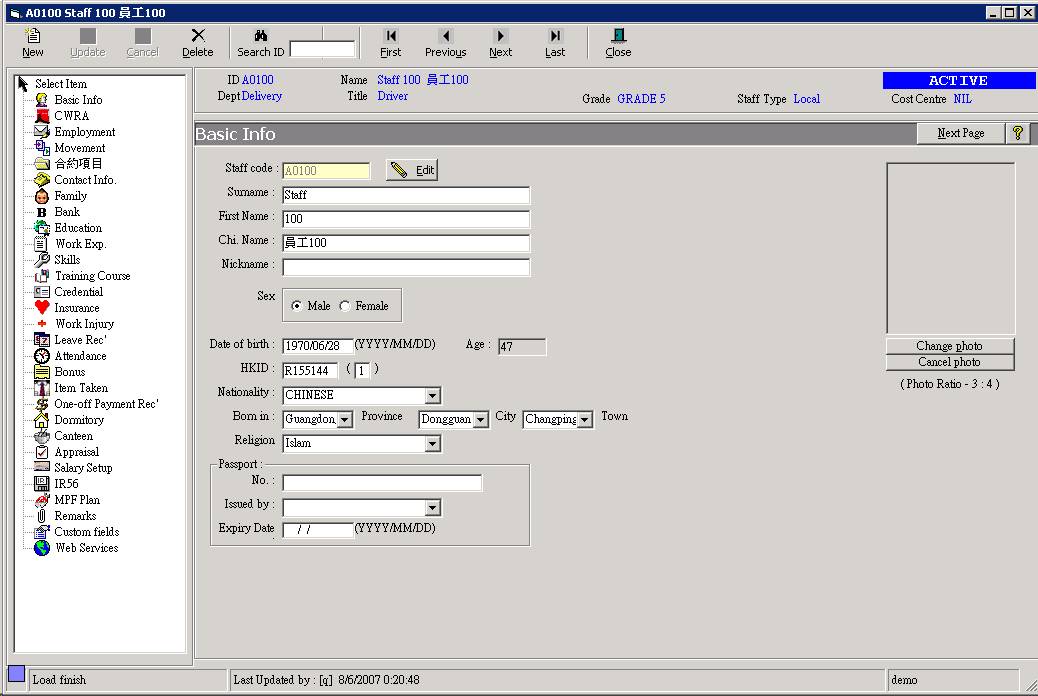 A0100 Staff 100 員工100
New Update Cancel Delete Search ID First Previous Next Last Close
Select Item
Basic Info
CWRA
Employment
Movement
合約項目
Contact Info.
Family
Bank
Education
Work Exp.
Skills
Training Course
Credential
Insurance
Work Injury
Leave Rec'
Attendance
Bonus
Item Taken
One-off Payment Rec'
Dormitory
Canteen
Appraisal
Salary Setup
IR56
MPF Plan
Remarks
Custom fields
Web Services
ID A0100 Name Staff 100 員工100 ACTIVE
Dept Delivery Title Driver Grade GRADE 5 Staff Type Local Cost Centre NIL
Basic Info Next Page ?
Staff code : A0100 Edit
Surname : Staff
First Name : 100
Chi. Name : 員工100
Nickname :
Sex Male Female
Date of birth : 1970/06/28 (YYYY/MM/DD) Age : 47
HKID : R155144 ( 1 )
Nationality : CHINESE
Born in : Guangdon Province Dongguan City Changping Town
Religion Islam
Passport :
No. :
Issued by :
Expiry Date : / / (YYYY/MM/DD)
Change photo
Cancel photo
( Photo Ratio - 3 : 4 )
Load finish Last Updated by : [q] 8/6/2007 0:20:48 demo